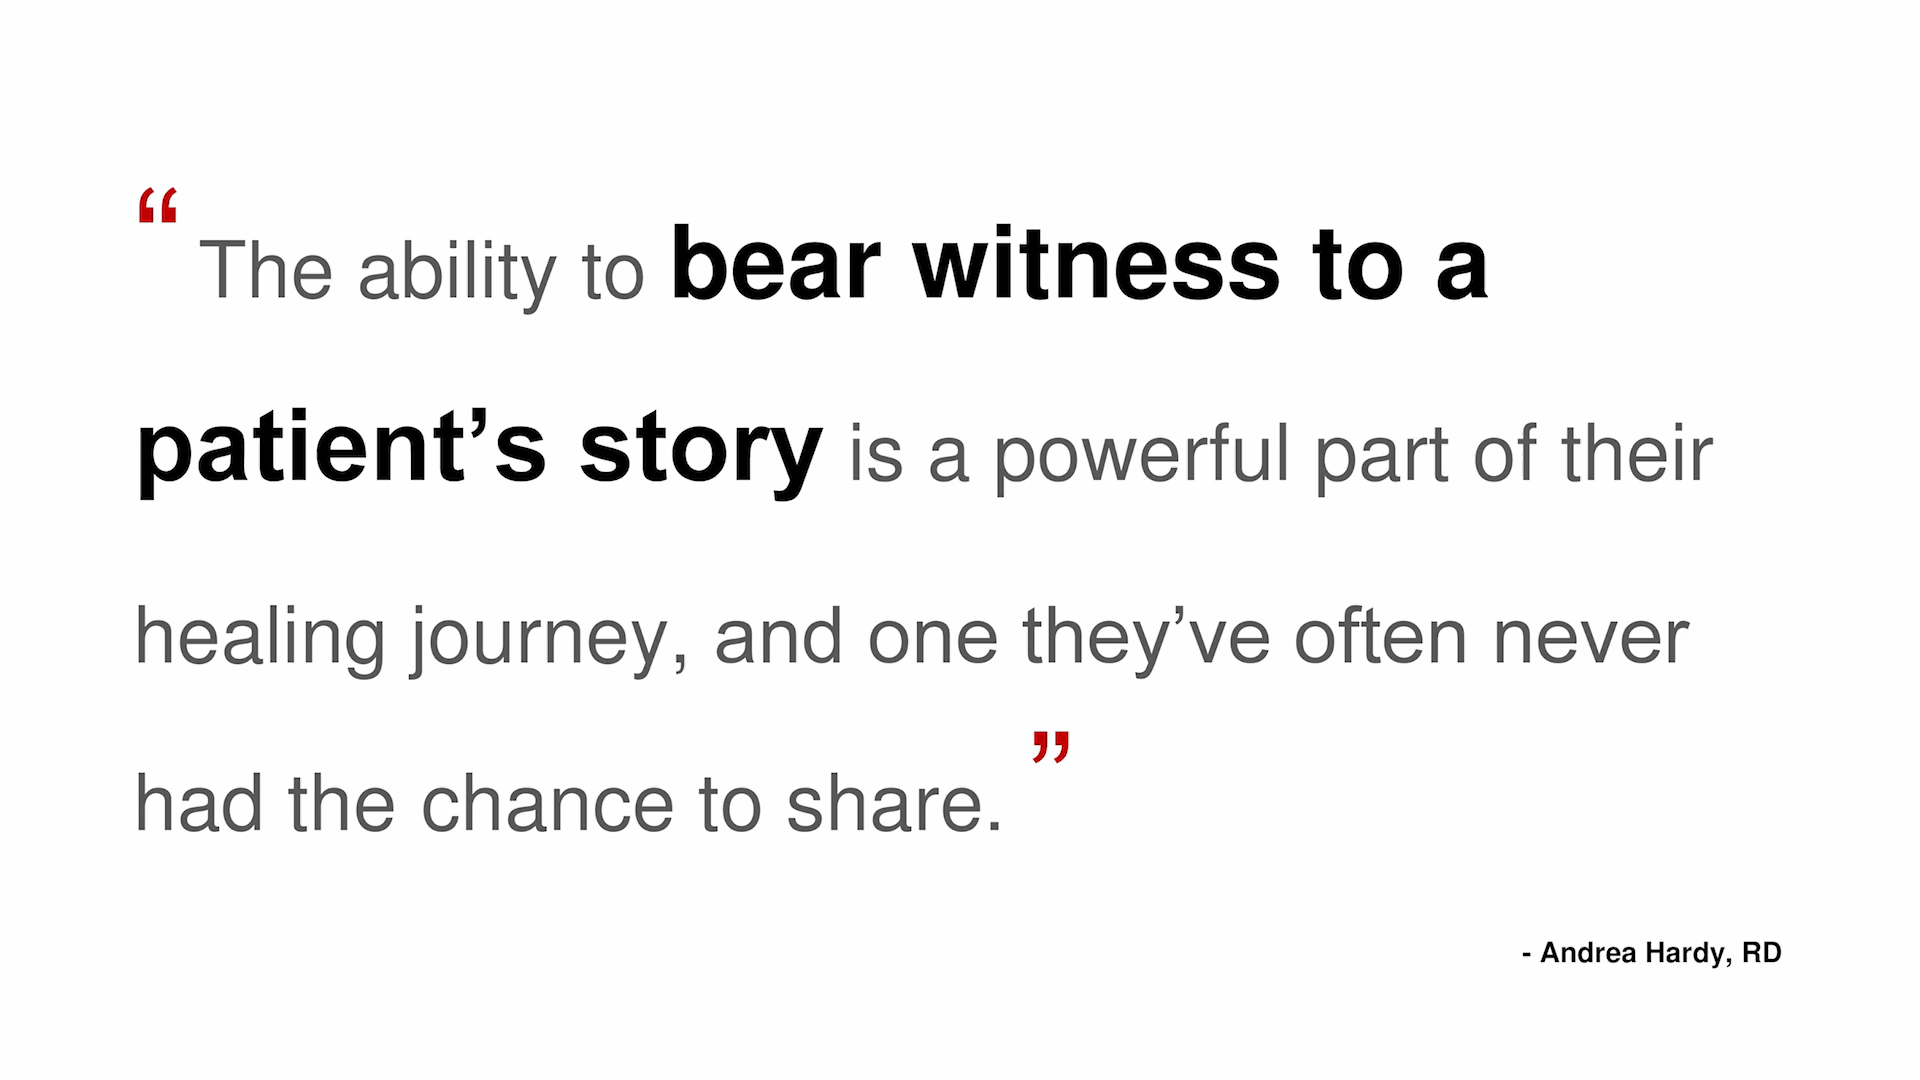 “ The ability to bear witness to a
patient’s story is a powerful part of their
healing journey, and one they’ve often never
had the chance to share. ”
- Andrea Hardy, RD